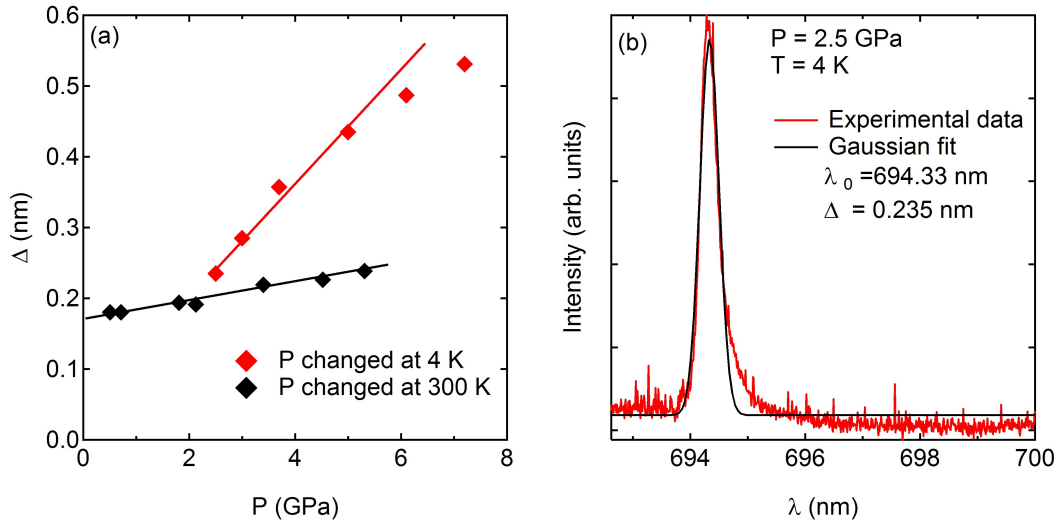 (a)
0.6
0.5
0.4
0.3
0.2
0.1
0.0
Δ (nm)
P changed at 4 K
P changed at 300 K
0 2 4 6 8
P (GPa)
(b)
P = 2.5 GPa
T = 4 K
Experimental data
Gaussian fit
λ 0 =694.33 nm
Δ = 0.235 nm
Intensity (arb. units)
694 696 698 700
λ (nm)